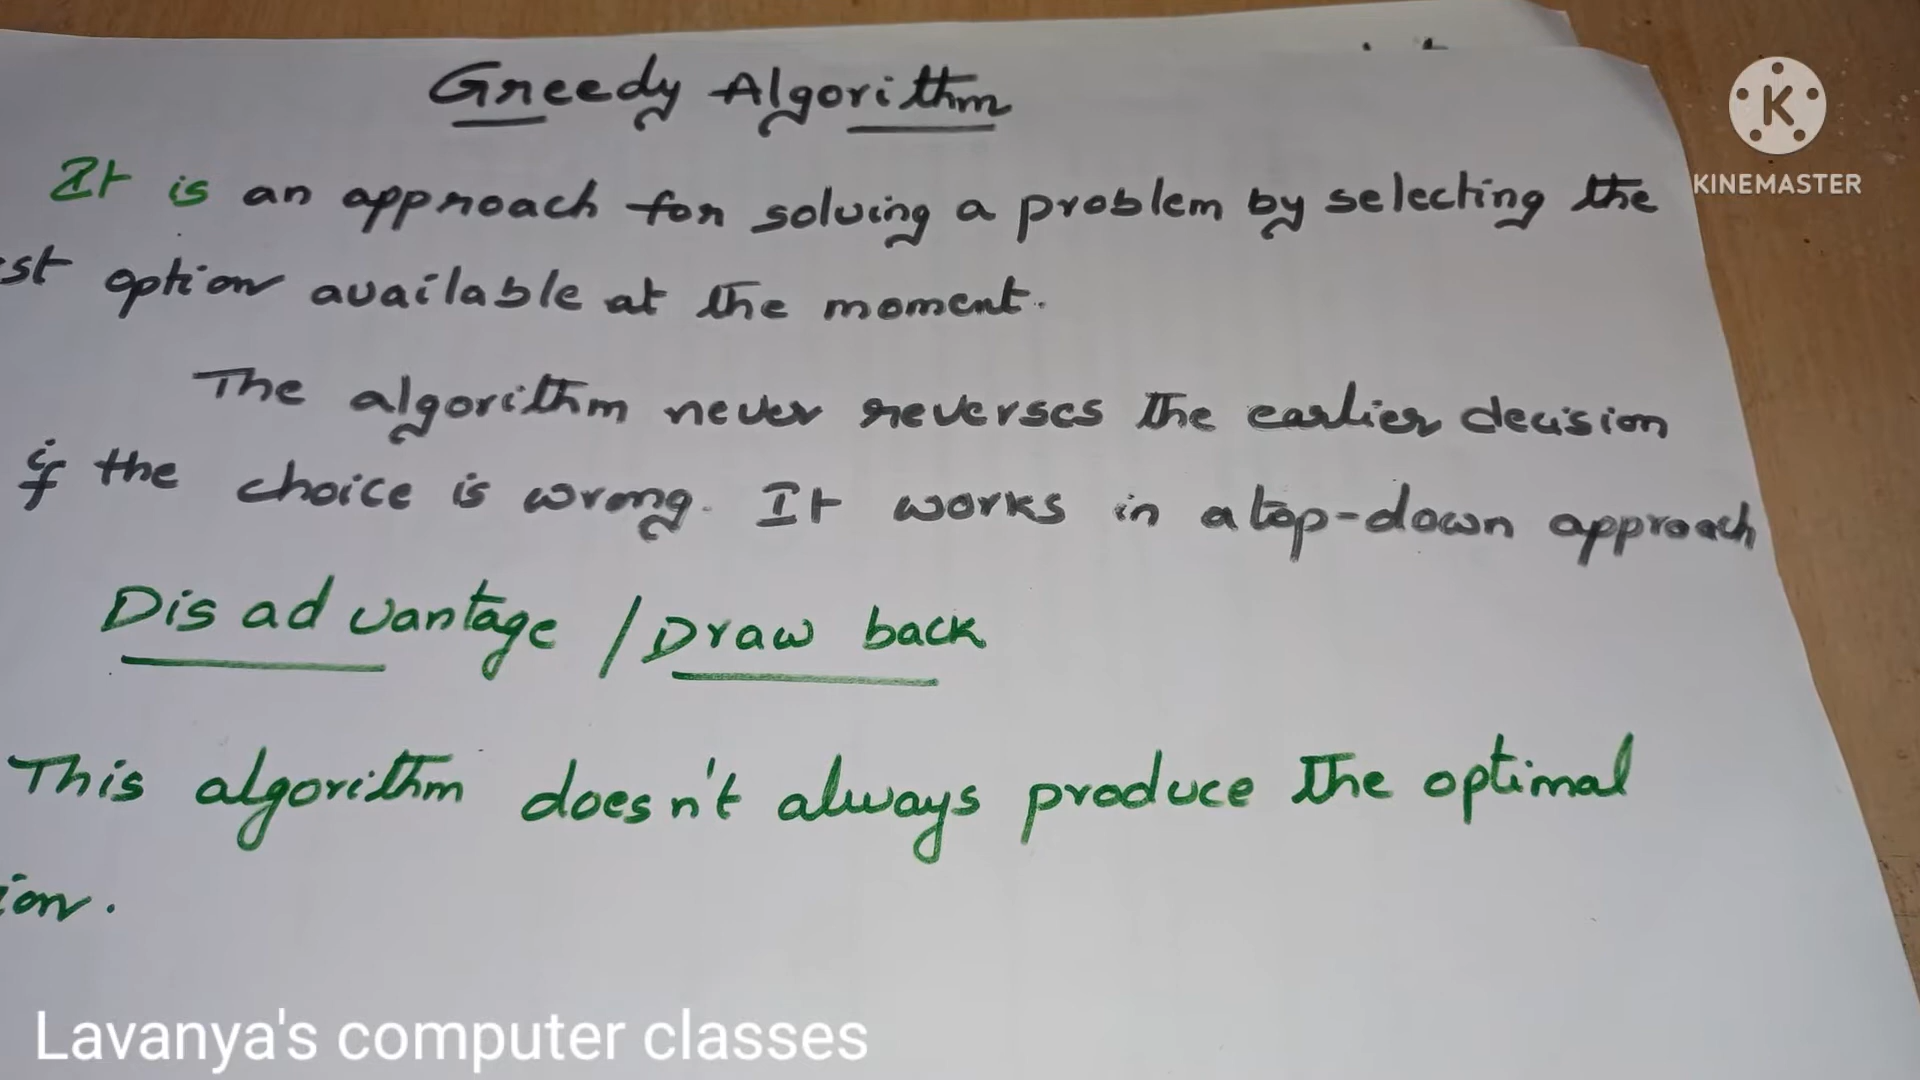 Greedy Algorithm
It is an approach for solving a problem by selecting the
st option available at the moment.
The algorithm never reverses the earlier decision
if the choice is wrong. It works in a top-down approach
Dis ad vantage / Draw back
This algorithm doesn't always produce the optimal
ion.
K
KINEMASTER
Lavanya's computer classes